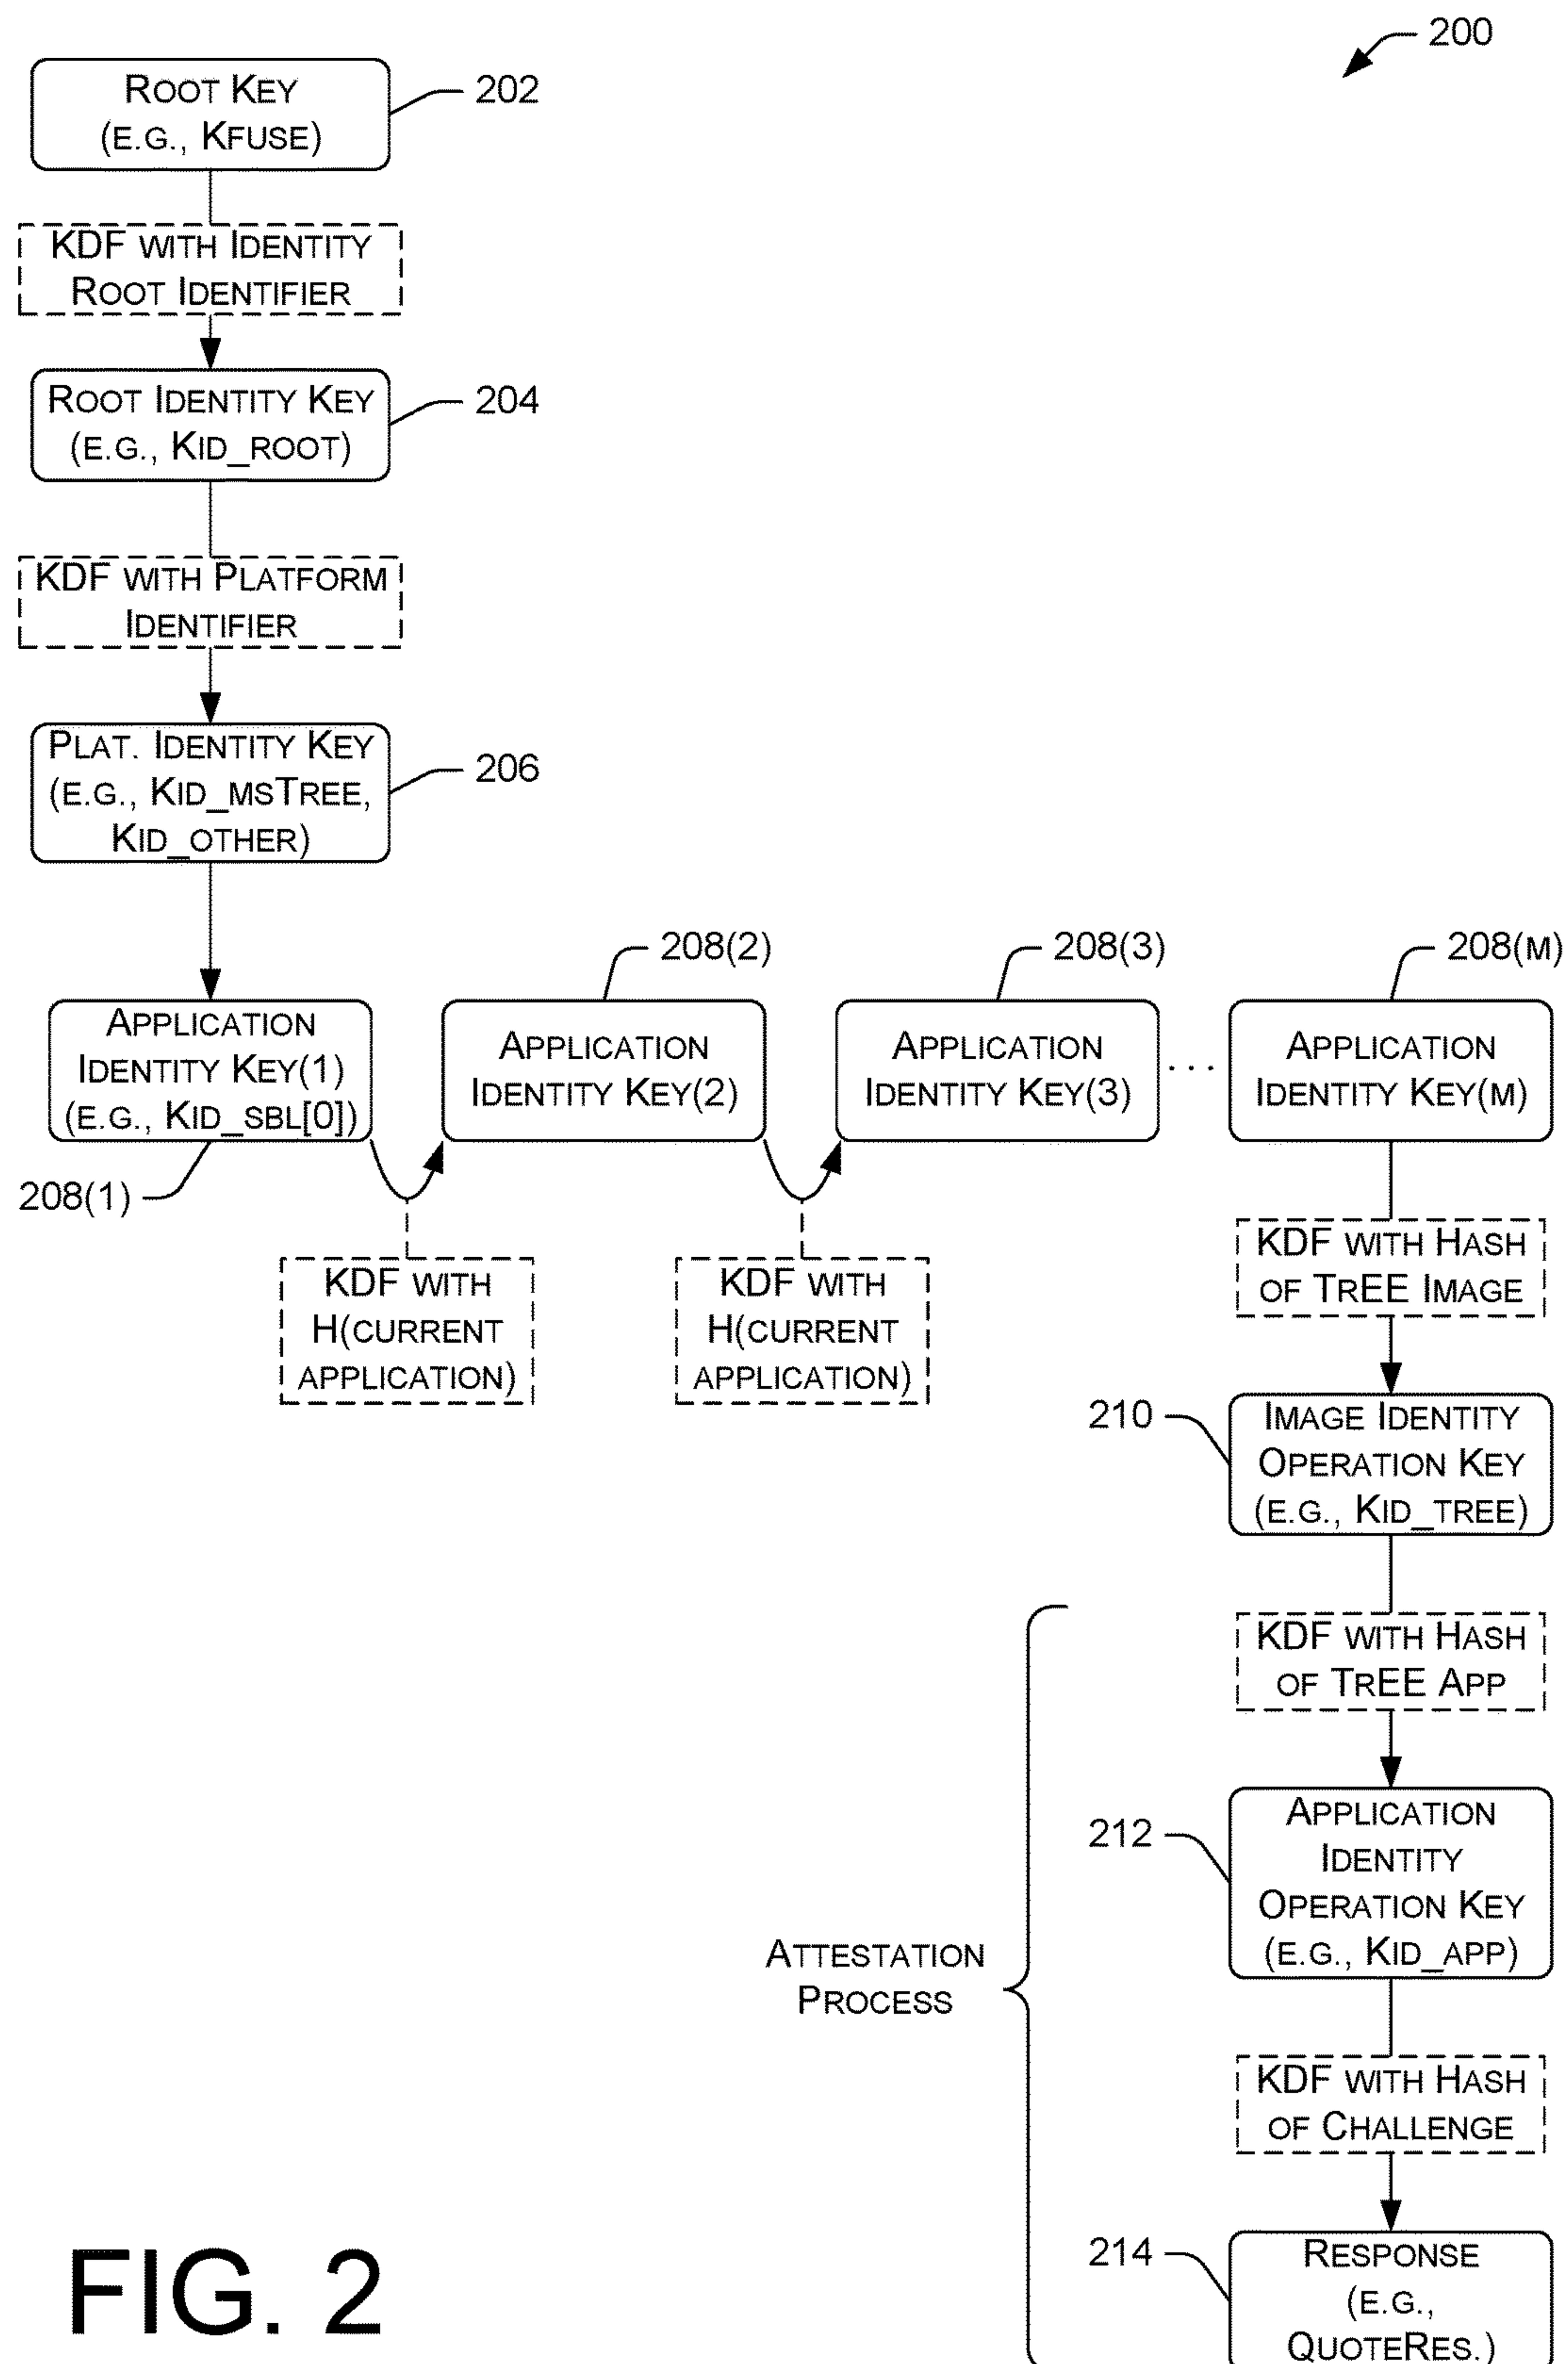 200
ROOT KEY
(E.G., KFUSE)
202
KDF WITH IDENTITY
ROOT IDENTIFIER
ROOT IDENTITY KEY
(E.G., KID_ROOT)
204
KDF WITH PLATFORM
IDENTIFIER
PLAT. IDENTITY KEY
(E.G., KID_MSTREE,
KID_OTHER)
206
208(2)
208(3)
208(M)
APPLICATION
IDENTITY KEY(1)
(E.G., KID_SBL[0])
208(1)
APPLICATION
IDENTITY KEY(2)
APPLICATION
IDENTITY KEY(3)
. . .
APPLICATION
IDENTITY KEY(M)
KDF WITH
H(CURRENT
APPLICATION)
KDF WITH
H(CURRENT
APPLICATION)
KDF WITH HASH
OF TREE IMAGE
210
IMAGE IDENTITY
OPERATION KEY
(E.G., KID_TREE)
KDF WITH HASH
OF TREE APP
212
APPLICATION
IDENTITY
OPERATION KEY
(E.G., KID_APP)
ATTESTATION
PROCESS
KDF WITH HASH
OF CHALLENGE
214
RESPONSE
(E.G.,
QUOTERES.)
FIG. 2